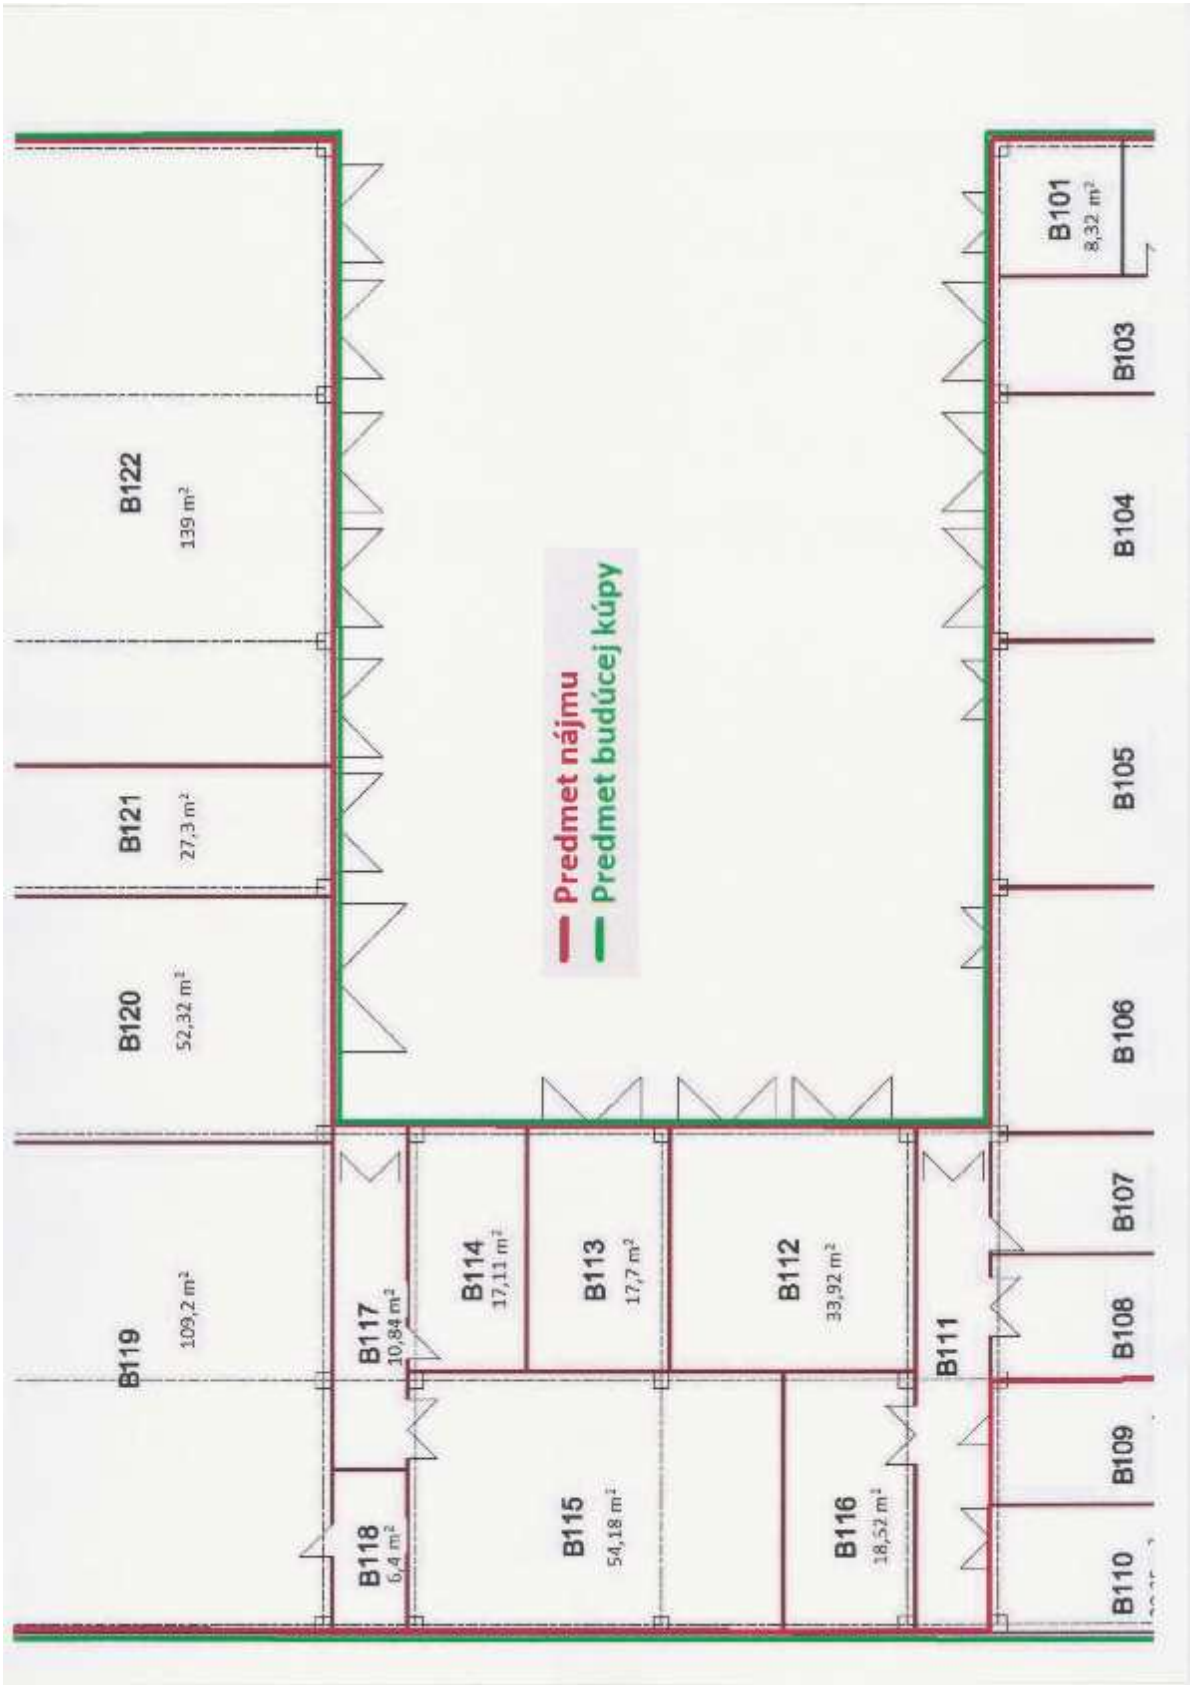 B101
8,32 m²
B103
B104
B105
B106
B107
B108
B109
B110
B111
B112
33,92 m²
B113
17,7 m²
B114
17,11 m²
B115
54,18 m²
B116
18,52 m²
B117
10,84 m²
B118
6,4 m²
B119
109,2 m²
B120
52,32 m²
B121
27,3 m²
B122
139 m²
Predmet nájmu
Predmet budúcej kúpy